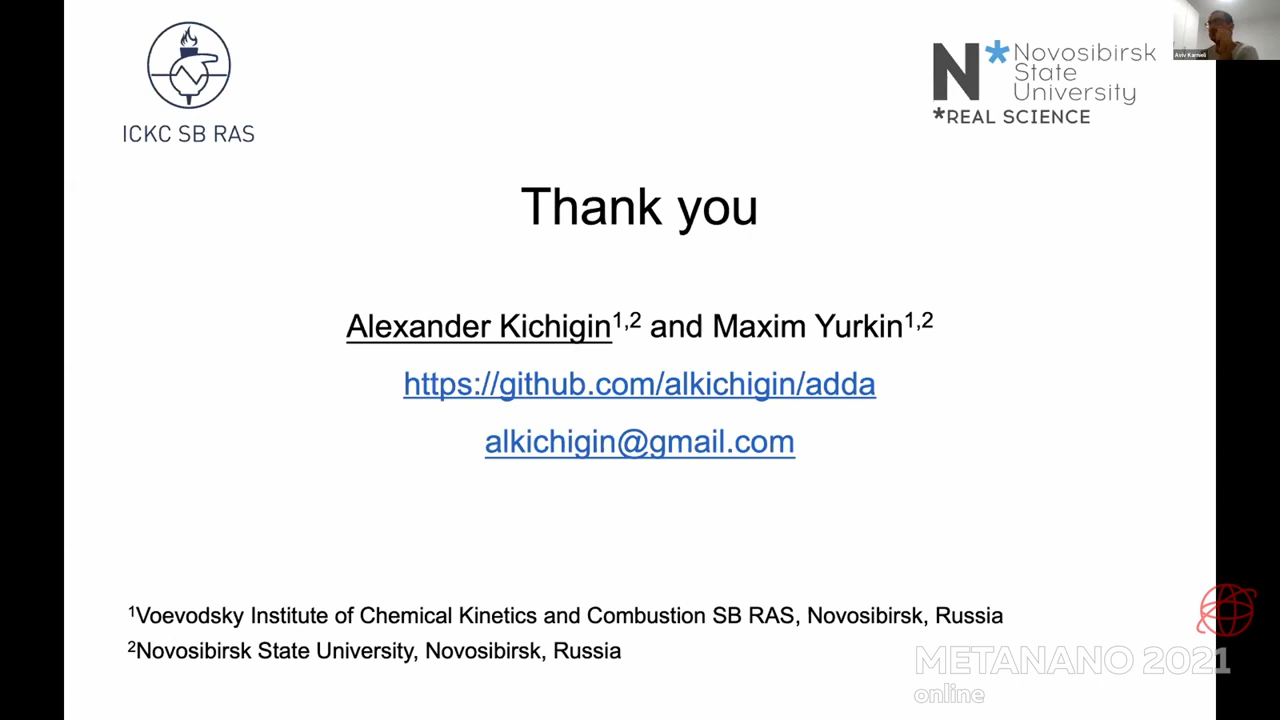 ICKC SB RAS
N* Novosibirsk
State
University
*REAL SCIENCE
Aviv Karnieli
Thank you
Alexander Kichigin1,2 and Maxim Yurkin1,2
https://github.com/alkichigin/adda
alkichigin@gmail.com
1Voevodsky Institute of Chemical Kinetics and Combustion SB RAS, Novosibirsk, Russia
2Novosibirsk State University, Novosibirsk, Russia
METANANO 2021
online